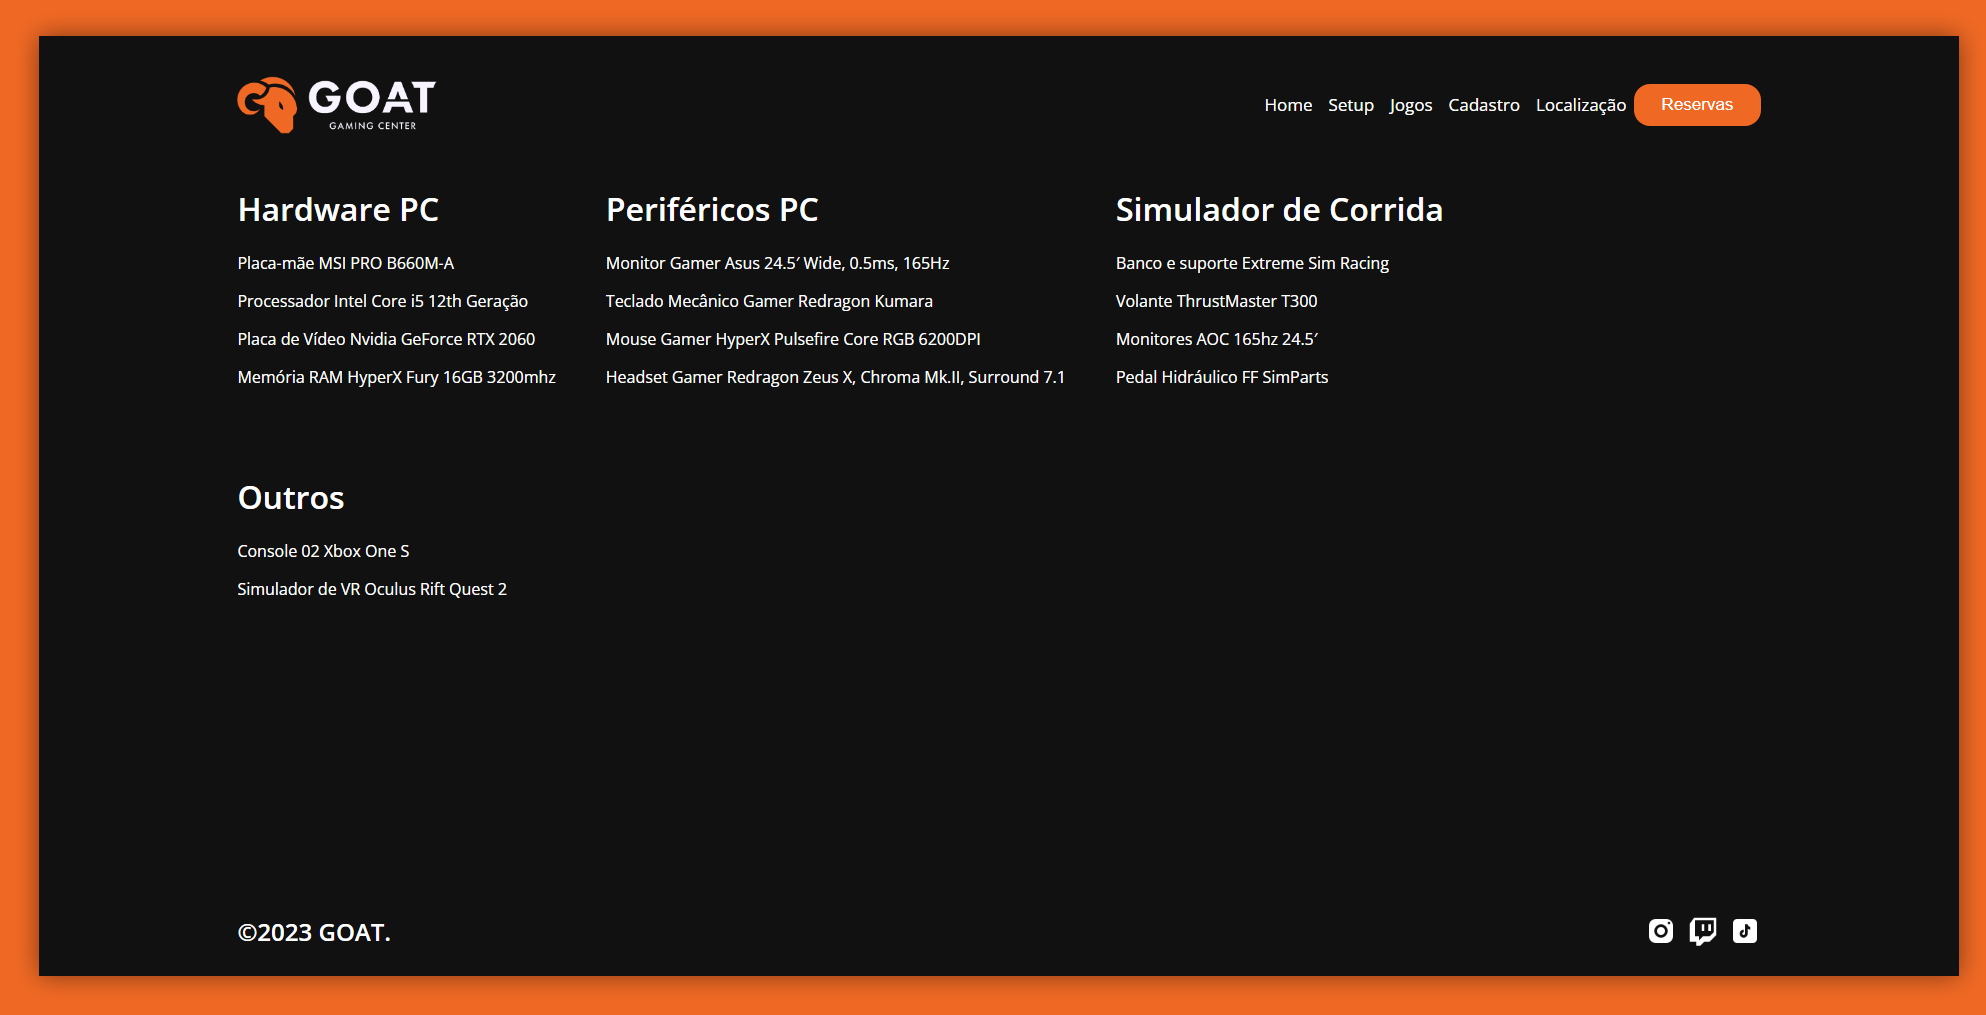 GOAT
GAMING CENTER
Home Setup Jogos Cadastro Localização Reservas
Hardware PC
Placa-mãe MSI PRO B660M-A
Processador Intel Core i5 12th Geração
Placa de Vídeo Nvidia GeForce RTX 2060
Memória RAM HyperX Fury 16GB 3200mhz
Periféricos PC
Monitor Gamer Asus 24.5′ Wide, 0.5ms, 165Hz
Teclado Mecânico Gamer Redragon Kumara
Mouse Gamer HyperX Pulsefire Core RGB 6200DPI
Headset Gamer Redragon Zeus X, Chroma Mk.II, Surround 7.1
Simulador de Corrida
Banco e suporte Extreme Sim Racing
Volante ThrustMaster T300
Monitores AOC 165hz 24.5′
Pedal Hidráulico FF SimParts
Outros
Console 02 Xbox One S
Simulador de VR Oculus Rift Quest 2
©2023 GOAT.